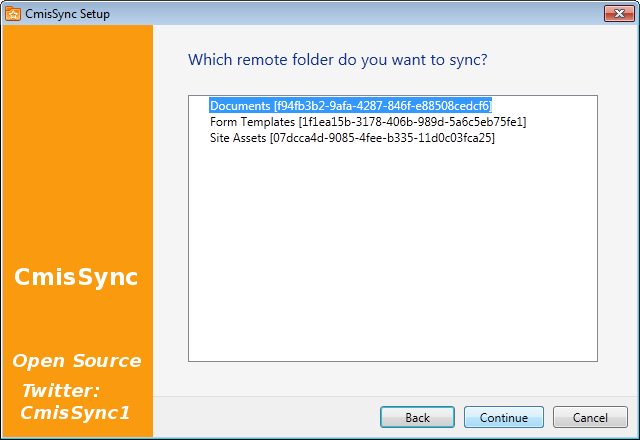 CmisSync Setup
Which remote folder do you want to sync?
Documents [f94fb3b2-9afa-4287-846f-e88508cedcf6]
Form Templates [1f1ea15b-3178-406b-989d-5a6c5eb75fe1]
Site Assets [07dcca4d-9085-4fee-b335-11d0c03fca25]
CmisSync
Open Source
Twitter:
CmisSync1
Back
Continue
Cancel